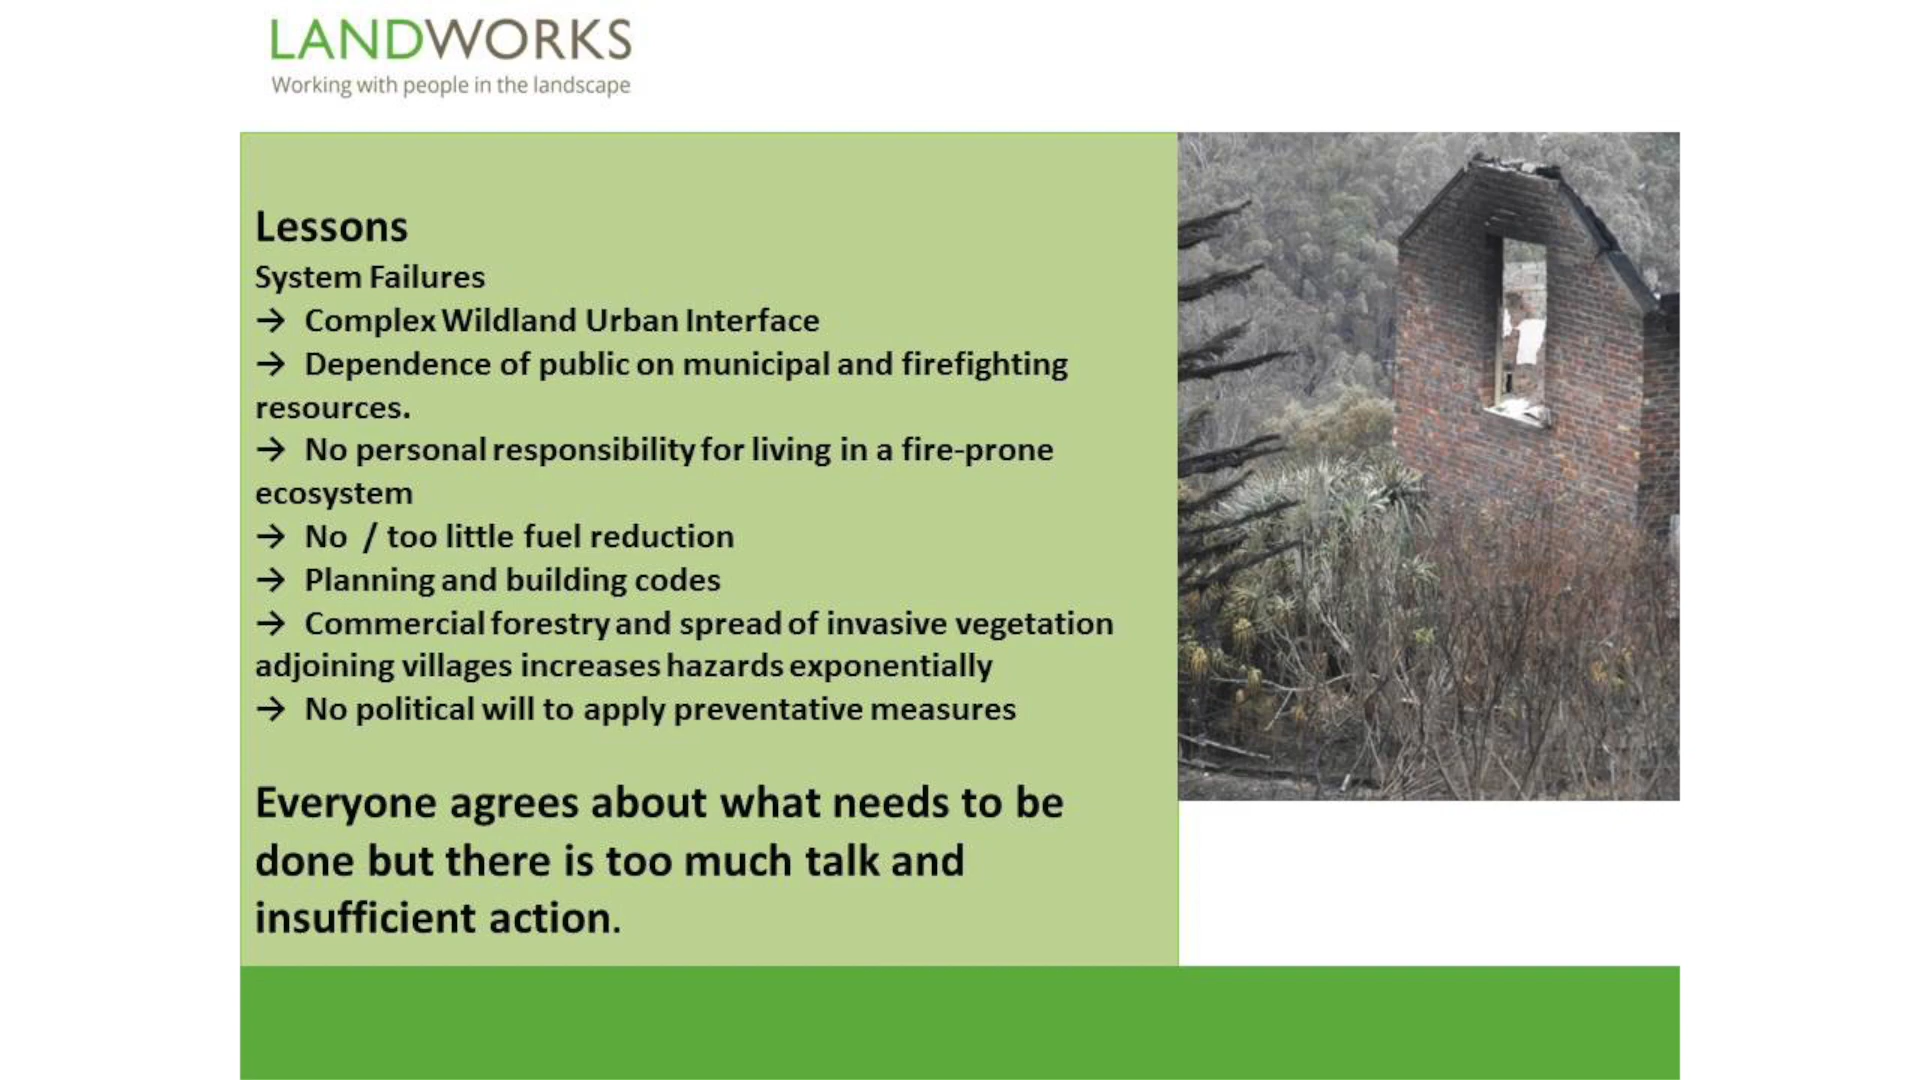 LANDWORKS
Working with people in the landscape
Lessons
System Failures
→ Complex Wildland Urban Interface
→ Dependence of public on municipal and firefighting
resources.
→ No personal responsibility for living in a fire-prone
ecosystem
→ No / too little fuel reduction
→ Planning and building codes
→ Commercial forestry and spread of invasive vegetation
adjoining villages increases hazards exponentially
→ No political will to apply preventative measures
Everyone agrees about what needs to be
done but there is too much talk and
insufficient action.